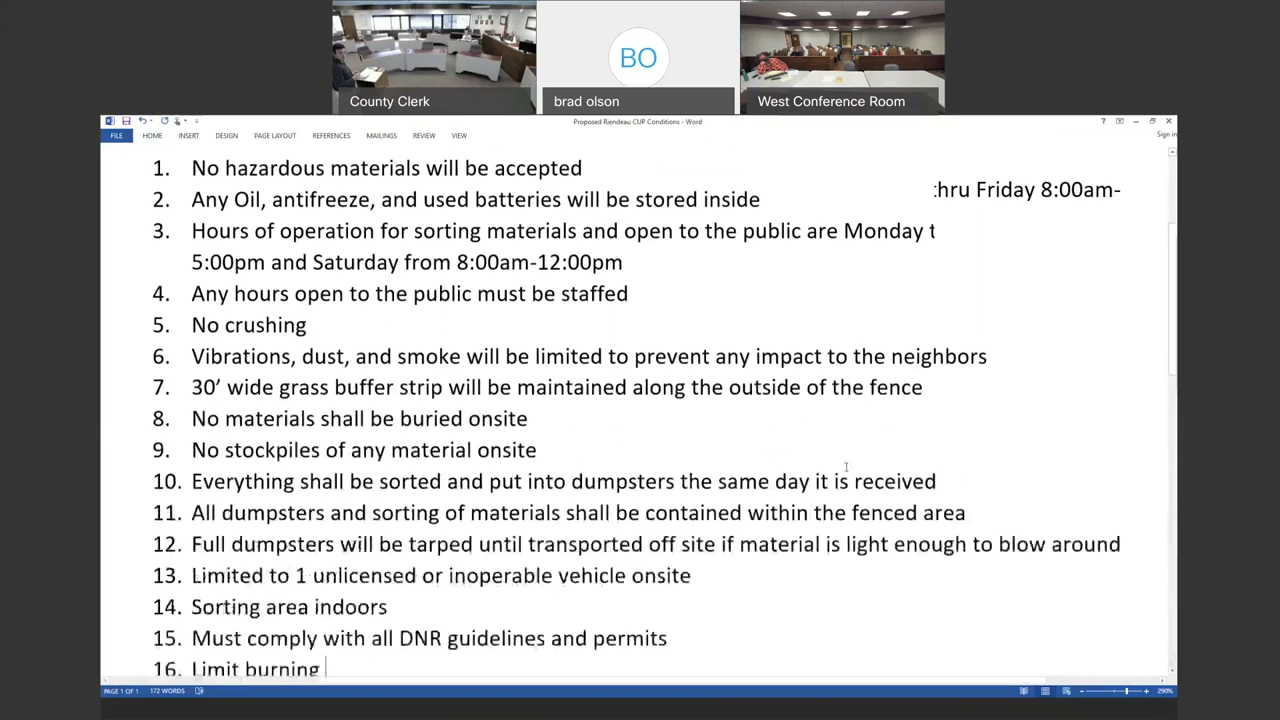 County Clerk
BO
brad olson
West Conference Room
Proposed Riendeau CUP Conditions - Word
Sign in
FILE HOME INSERT DESIGN PAGE LAYOUT REFERENCES MAILINGS REVIEW VIEW
1. No hazardous materials will be accepted
2. Any Oil, antifreeze, and used batteries will be stored inside
thru Friday 8:00am-
3. Hours of operation for sorting materials and open to the public are Monday t
5:00pm and Saturday from 8:00am-12:00pm
4. Any hours open to the public must be staffed
5. No crushing
6. Vibrations, dust, and smoke will be limited to prevent any impact to the neighbors
7. 30’ wide grass buffer strip will be maintained along the outside of the fence
8. No materials shall be buried onsite
9. No stockpiles of any material onsite
10. Everything shall be sorted and put into dumpsters the same day it is received
11. All dumpsters and sorting of materials shall be contained within the fenced area
12. Full dumpsters will be tarped until transported off site if material is light enough to blow around
13. Limited to 1 unlicensed or inoperable vehicle onsite
14. Sorting area indoors
15. Must comply with all DNR guidelines and permits
16. Limit burning
PAGE 1 OF 1 172 WORDS 290%